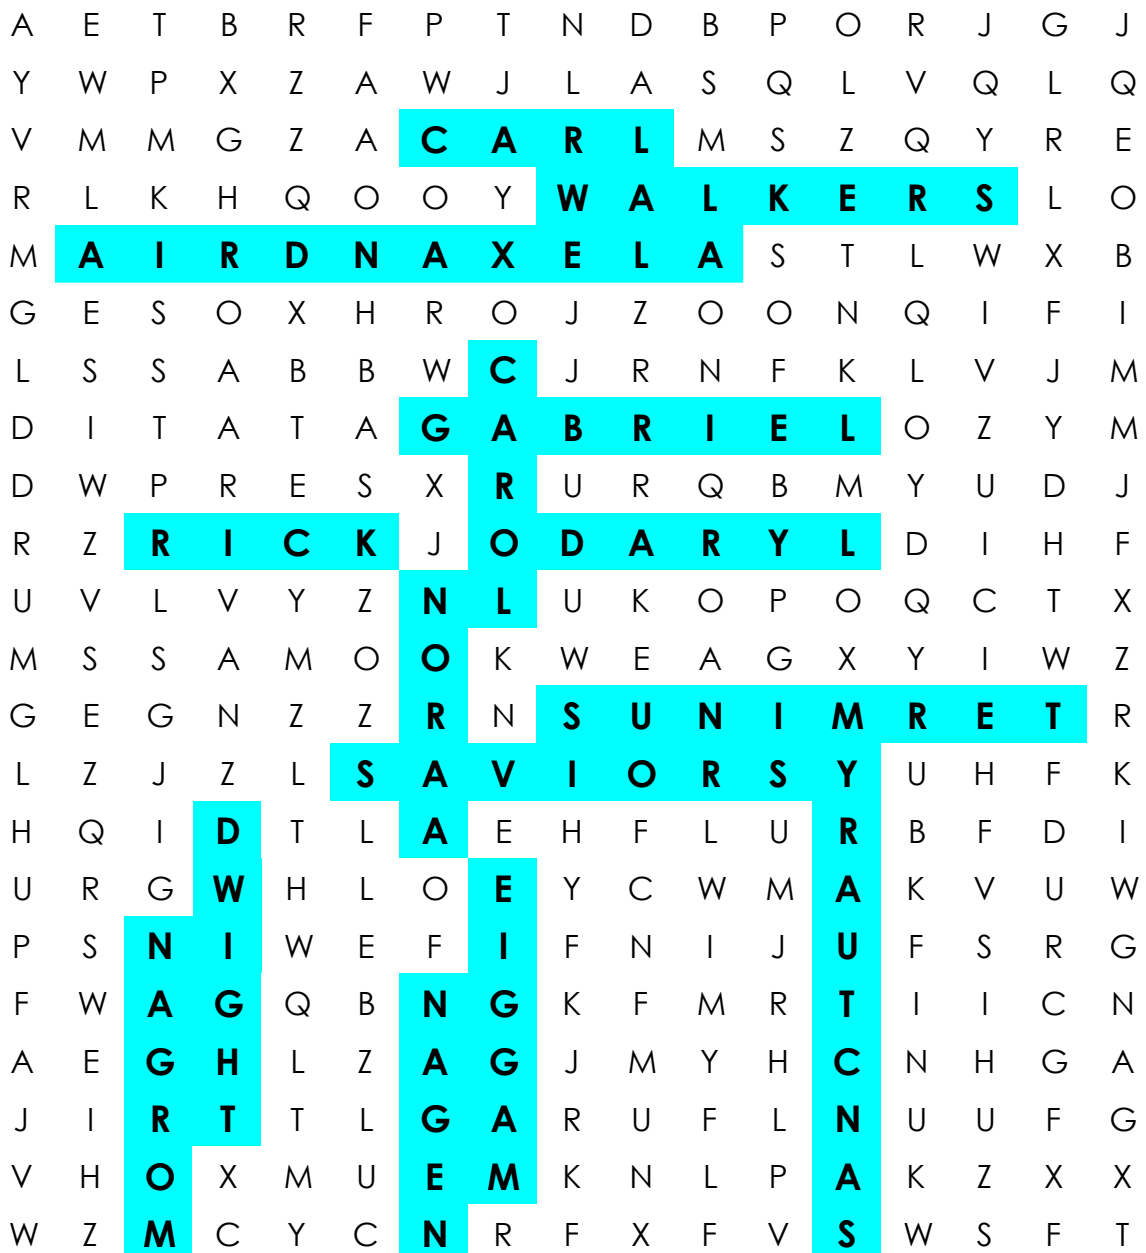 A E T B R F P T N D B P O R J G J
Y W P X Z A W J L A S Q L V Q L Q
V M M G Z A C A R L M S Z Q Y R E
R L K H Q O O Y W A L K E R S L O
M A I R D N A X E L A S T L W X B
G E S O X H R O J Z O O N Q I F I
L S S A B B W C J R N F K L V J M
D I T A T A G A B R I E L O Z Y M
D W P R E S X R U R Q B M Y U D J
R Z R I C K J O D A R Y L D I H F
U V L V Y Z N L U K O P O Q C T X
M S S A M O O K W E A G X Y I W Z
G E G N Z Z R N S U N I M R E T R
L Z J Z L S A V I O R S Y U H F K
H Q I D T L A E H F L U R B F D I
U R G W H L O E Y C W M A K V U W
P S N I W E F I F N I J U F S R G
F W A G Q B N G K F M R T I I C N
A E G H L Z A G J M Y H C N H G A
J I R T T L G A R U F L N U U F G
V H O X M U E M K N L P A K Z X X
W Z M C Y C N R F X F V S W S F T